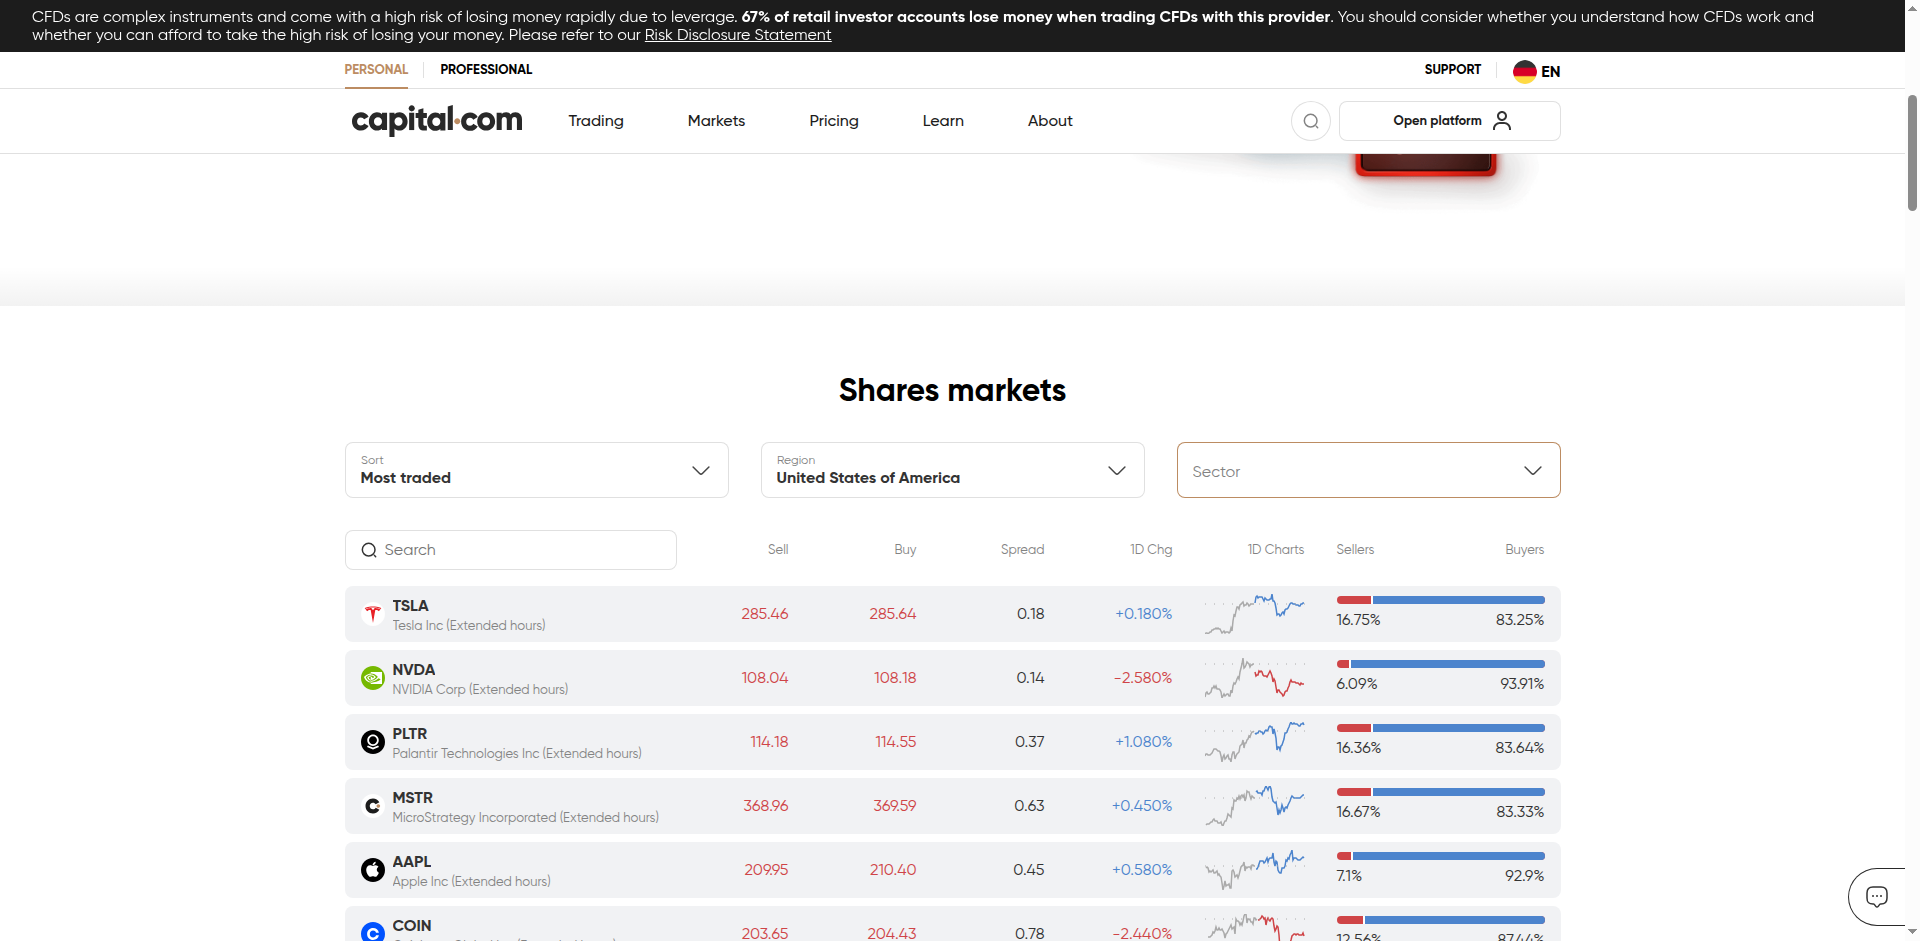 CFDs are complex instruments and come with a high risk of losing money rapidly due to leverage. 67% of retail investor accounts lose money when trading CFDs with this provider. You should consider whether you understand how CFDs work and
whether you can afford to take the high risk of losing your money. Please refer to our Risk Disclosure Statement
PERSONAL PROFESSIONAL SUPPORT EN
capital.com Trading Markets Pricing Learn About Open platform
Shares markets
Sort Region
Most traded United States of America Sector
Search Sell Buy Spread 1D Chg 1D Charts Sellers Buyers
TSLA
Tesla Inc (Extended hours) 285.46 285.64 0.18 +0.180% 16.75% 83.25%
NVDA
NVIDIA Corp (Extended hours) 108.04 108.18 0.14 -2.580% 6.09% 93.91%
PLTR
Palantir Technologies Inc (Extended hours) 114.18 114.55 0.37 +1.080% 16.36% 83.64%
MSTR
MicroStrategy Incorporated (Extended hours) 368.96 369.59 0.63 +0.450% 16.67% 83.33%
AAPL
Apple Inc (Extended hours) 209.95 210.40 0.45 +0.580% 7.1% 92.9%
COIN
203.65 204.43 0.78 -2.440% 12.56% 87.44%